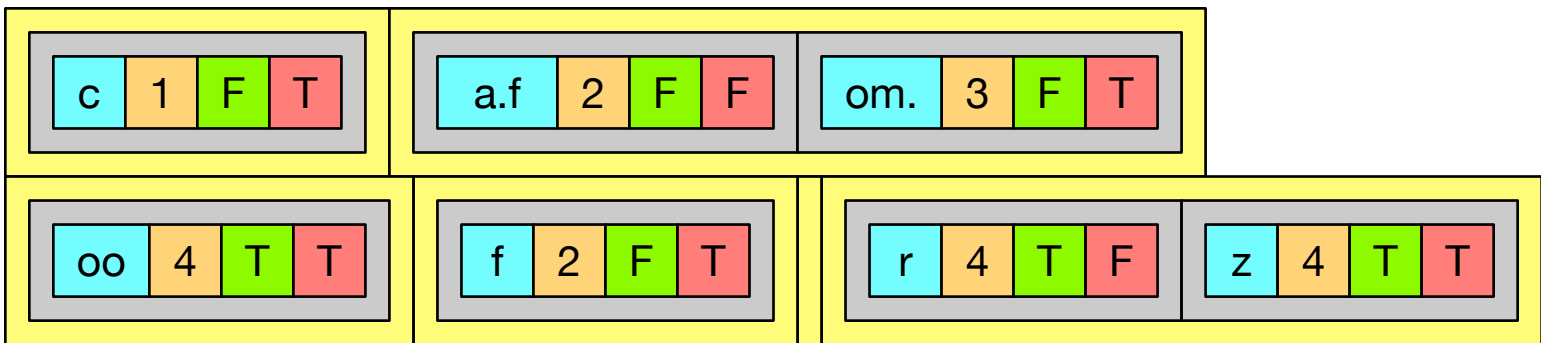 c 1 F T a.f 2 F F om. 3 F T
oo 4 T T f 2 F T r 4 T F z 4 T T